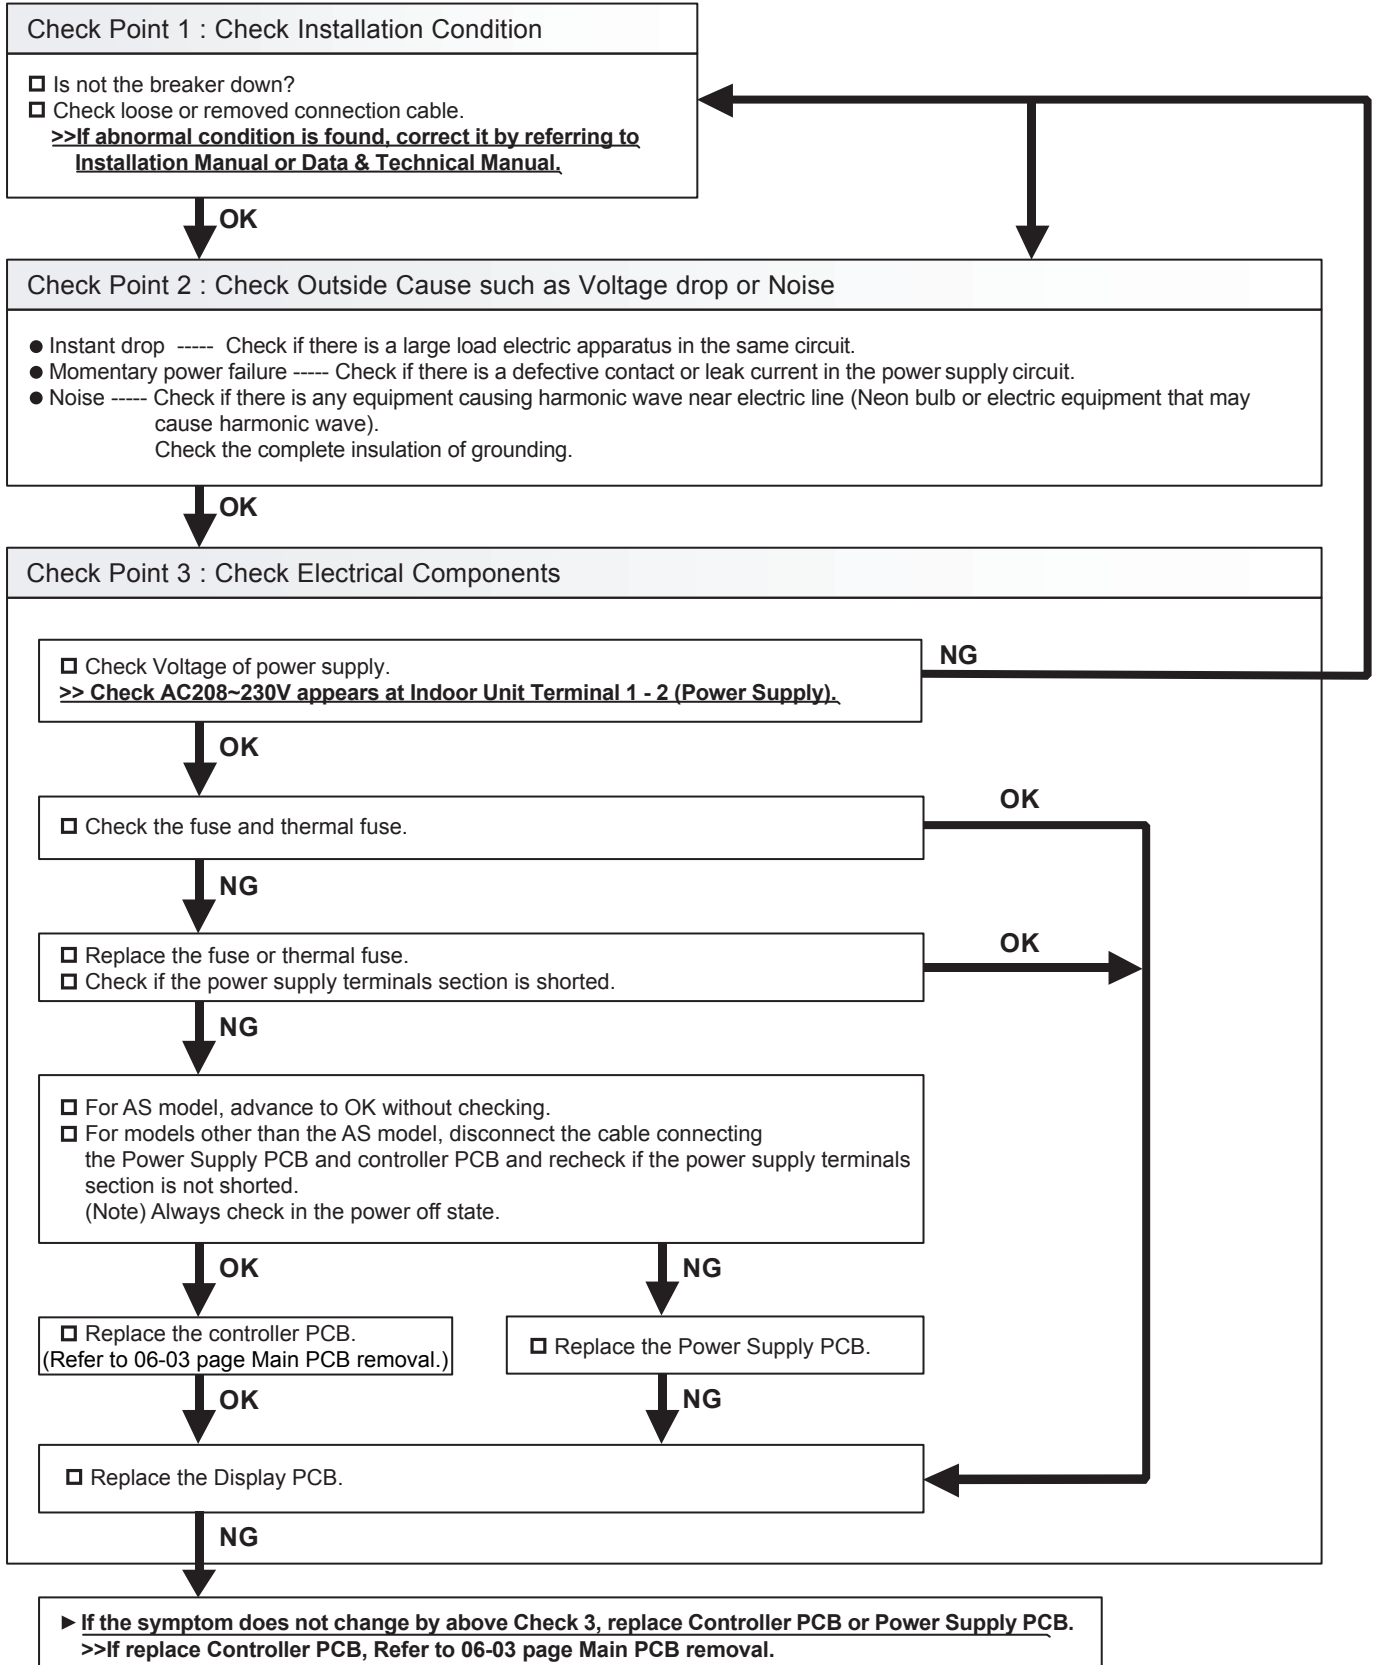 Check Point 1 : Check Installation Condition
Is not the breaker down?
Check loose or removed connection cable.
>>If abnormal condition is found, correct it by referring to
Installation Manual or Data & Technical Manual.
OK
Check Point 2 : Check Outside Cause such as Voltage drop or Noise
● Instant drop ----- Check if there is a large load electric apparatus in the same circuit.
● Momentary power failure ----- Check if there is a defective contact or leak current in the power supply circuit.
● Noise ----- Check if there is any equipment causing harmonic wave near electric line (Neon bulb or electric equipment that may
cause harmonic wave).
Check the complete insulation of grounding.
OK
Check Point 3 : Check Electrical Components
Check Voltage of power supply.
>> Check AC208~230V appears at Indoor Unit Terminal 1 - 2 (Power Supply).
NG
OK
Check the fuse and thermal fuse.
OK
NG
Replace the fuse or thermal fuse.
Check if the power supply terminals section is shorted.
OK
NG
For AS model, advance to OK without checking.
For models other than the AS model, disconnect the cable connecting
the Power Supply PCB and controller PCB and recheck if the power supply terminals
section is not shorted.
(Note) Always check in the power off state.
OK
NG
Replace the controller PCB.
(Refer to 06-03 page Main PCB removal.)
Replace the Power Supply PCB.
OK
NG
Replace the Display PCB.
NG
►If the symptom does not change by above Check 3, replace Controller PCB or Power Supply PCB.
>>If replace Controller PCB, Refer to 06-03 page Main PCB removal.